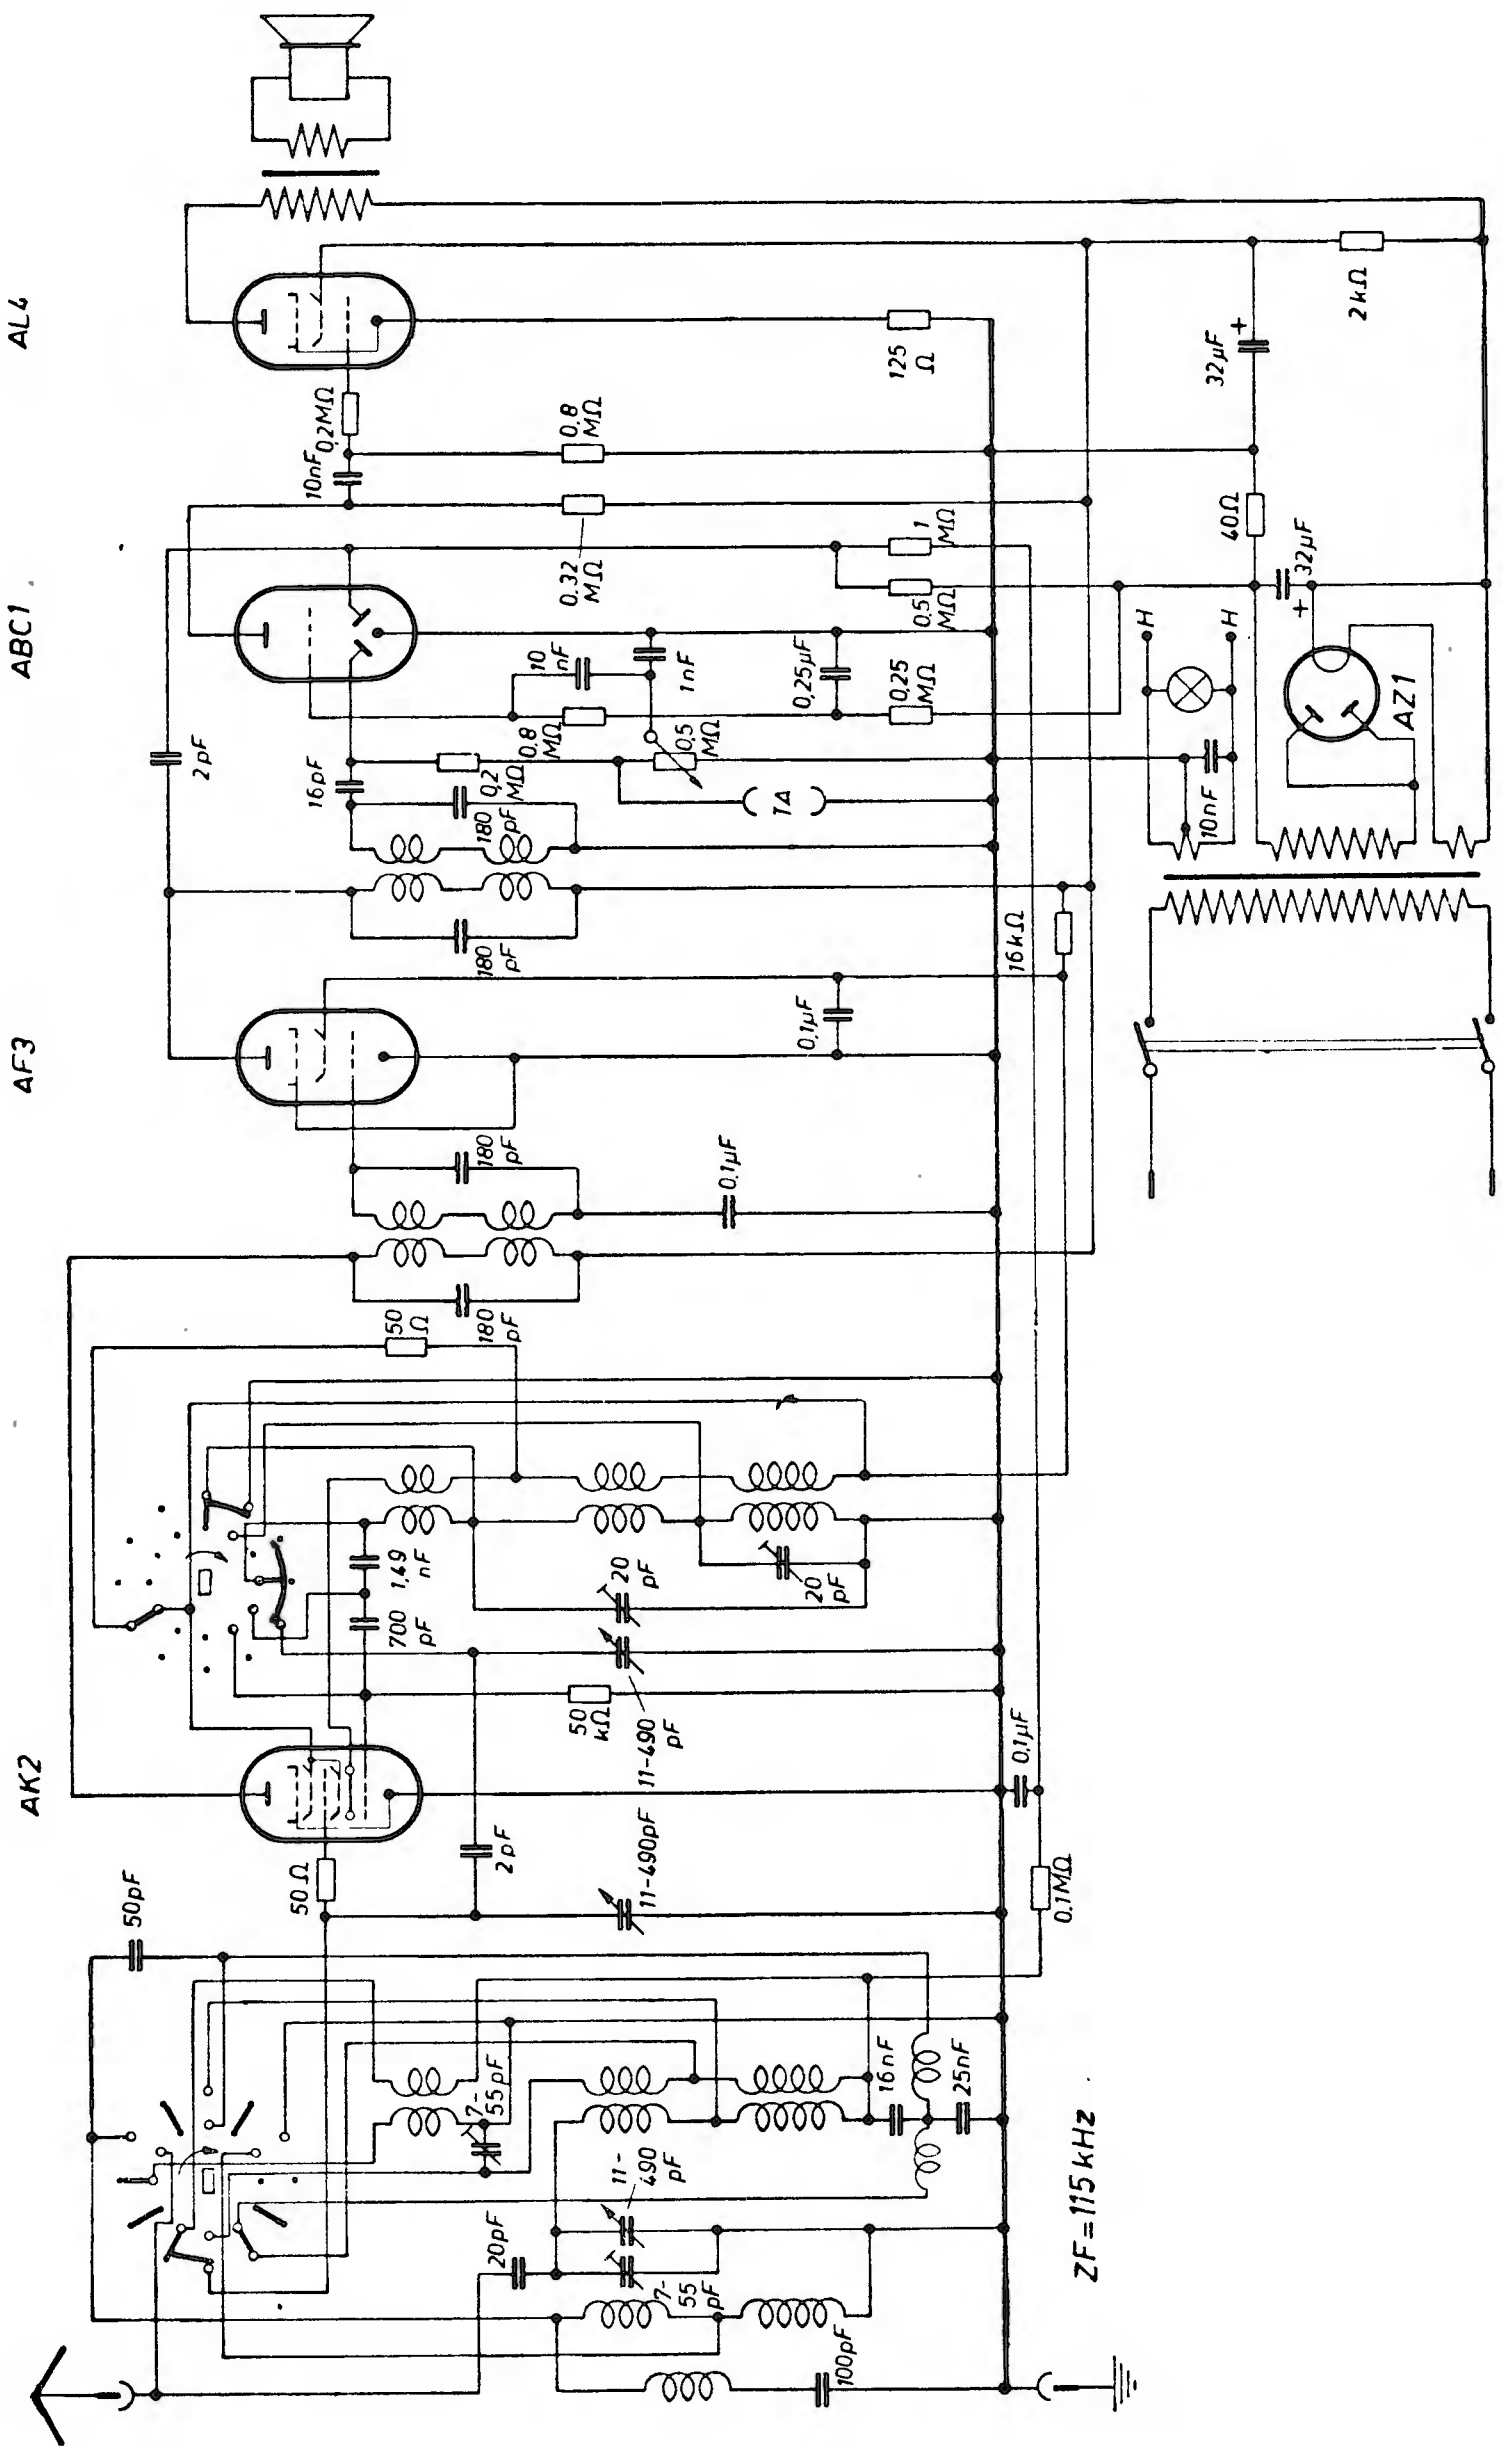 AK2
AF3
ABC1
AL4
50pF
2pF
50Ω
50
Ω
16pF
10nF
0,2MΩ
700
pF
1,49
nF
180
pF
180
pF
180
pF
180
pF
0,2
MΩ
0,8
MΩ
10
nF
0.32
MΩ
0.8
MΩ
20pF
7-
55pF
2pF
50
kΩ
20
pF
20
pF
1nF
0,5
MΩ
TA
11-
490
pF
7-
55
pF
11-490pF
11-490
pF
0.1µF
0,1µF
0,25µF
0,25
MΩ
0.5
MΩ
1
MΩ
125
Ω
100pF
16nF
25nF
0.1µF
0.1MΩ
16kΩ
ZF=115kHz
H
H
10nF
AZ1
40Ω
32µF
+
32µF
+
2kΩ